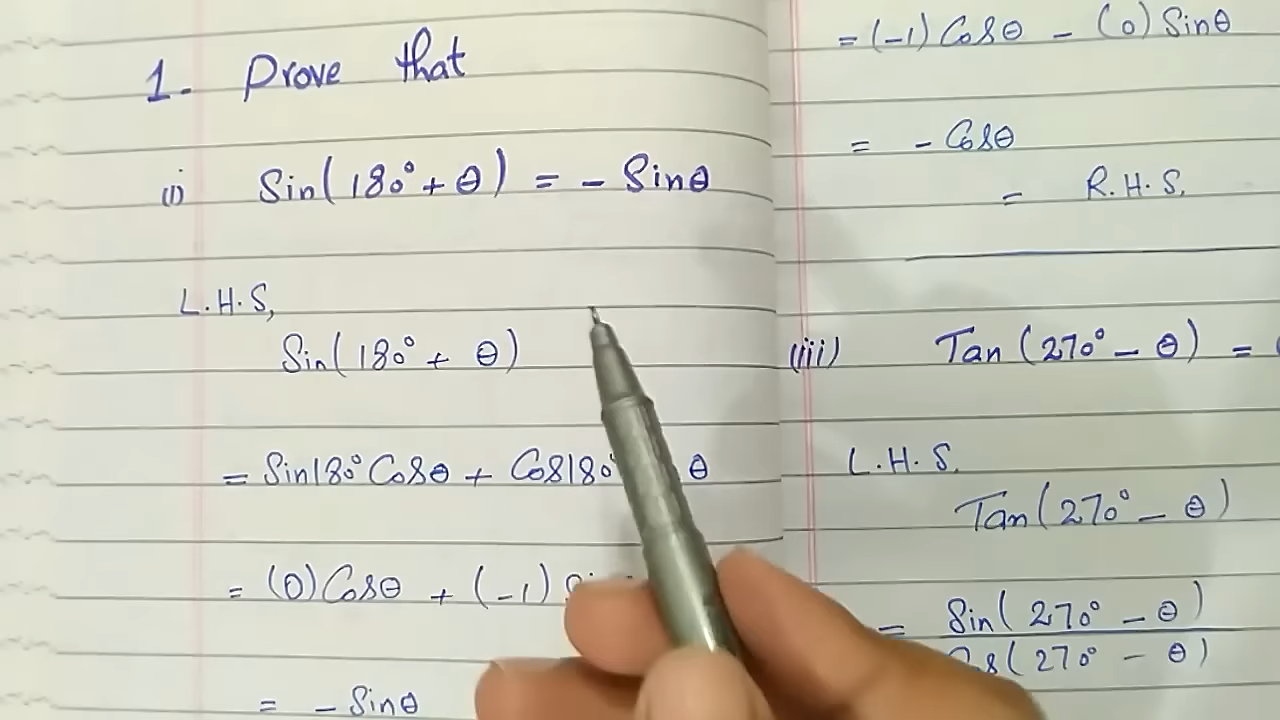 1. Prove that
(i) Sin(180° + θ) = - Sinθ
L.H.S,
Sin(180° + θ)
= Sin180° Cosθ + Cos180° θ
= (0)Cosθ + (-1)
= - Sinθ
= (-1) Cosθ - (0) Sinθ
= - Cosθ
= R.H.S.
(iii) Tan (270° - θ) =
L.H.S.
Tan(270° - θ)
= Sin( 270° - θ)
Cos(270° - θ)